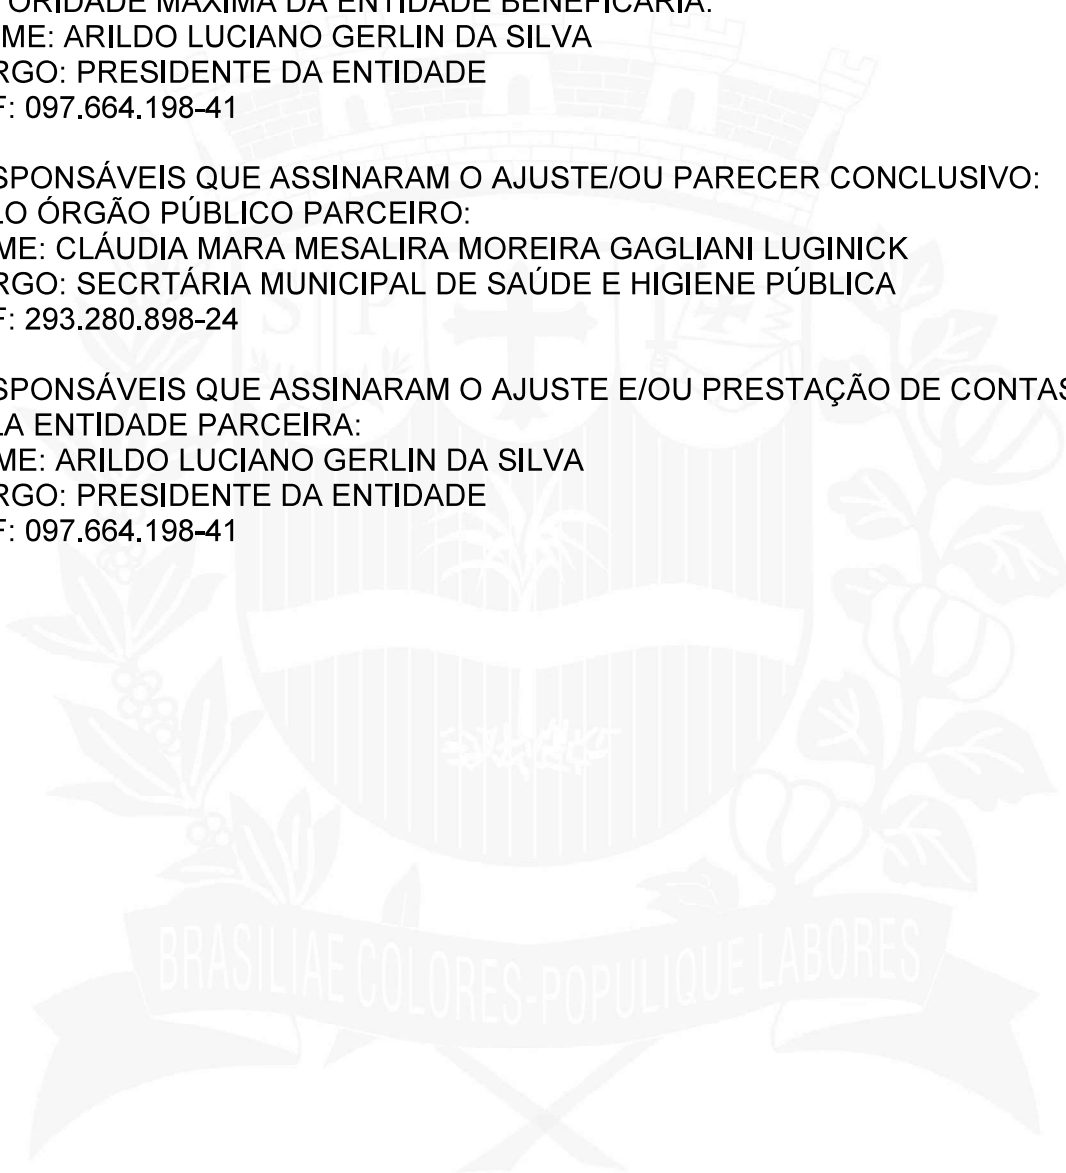 ORIDADE MÁXIMA DA ENTIDADE BENEFICÁRIA:
ME: ARILDO LUCIANO GERLIN DA SILVA
RGO: PRESIDENTE DA ENTIDADE
F: 097.664.198-41
SPONSÁVEIS QUE ASSINARAM O AJUSTE/OU PARECER CONCLUSIVO:
LO ÓRGÃO PÚBLICO PARCEIRO:
ME: CLÁUDIA MARA MESALIRA MOREIRA GAGLIANI LUGINICK
RGO: SECRTÁRIA MUNICIPAL DE SAÚDE E HIGIENE PÚBLICA
F: 293.280.898-24
S P
SPONSÁVEIS QUE ASSINARAM O AJUSTE E/OU PRESTAÇÃO DE CONTAS
LA ENTIDADE PARCEIRA:
ME: ARILDO LUCIANO GERLIN DA SILVA
RGO: PRESIDENTE DA ENTIDADE
F: 097.664.198-41
BRASILIAE COLORES-POPULIQUE LABORES